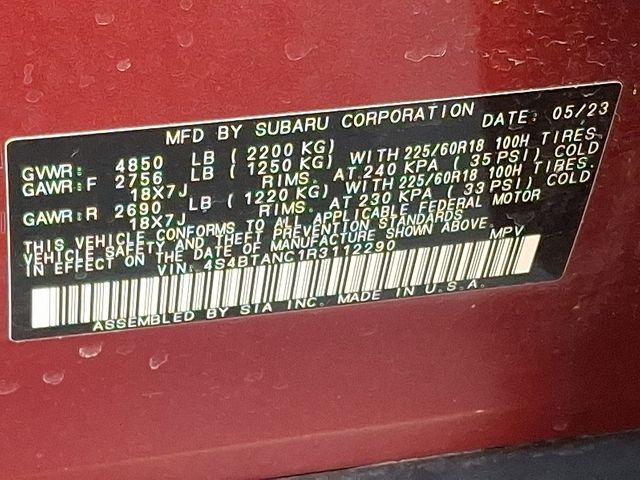 MFD BY SUBARU CORPORATION DATE: 05/23
GVWR: 4850 LB ( 2200 KG)
GAWR:F 2756 LB ( 1250 KG) WITH 225/60R18 100H TIRES.
18X7J RIMS. AT 240 KPA ( 35 PSI) COLD
GAWR:R 2690 LB ( 1220 KG) WITH 225/60R18 100H TIRES.
18X7J RIMS. AT 230 KPA ( 33 PSI) COLD
THIS VEHICLE CONFORMS TO ALL APPLICABLE FEDERAL MOTOR
VEHICLE SAFETY AND THEFT PREVENTION STANDARDS
IN EFFECT ON THE DATE OF MANUFACTURE SHOWN ABOVE.
VIN: 4S4BTANC1R3112290 MPV
ASSEMBLED BY SIA INC. MADE IN U.S.A.